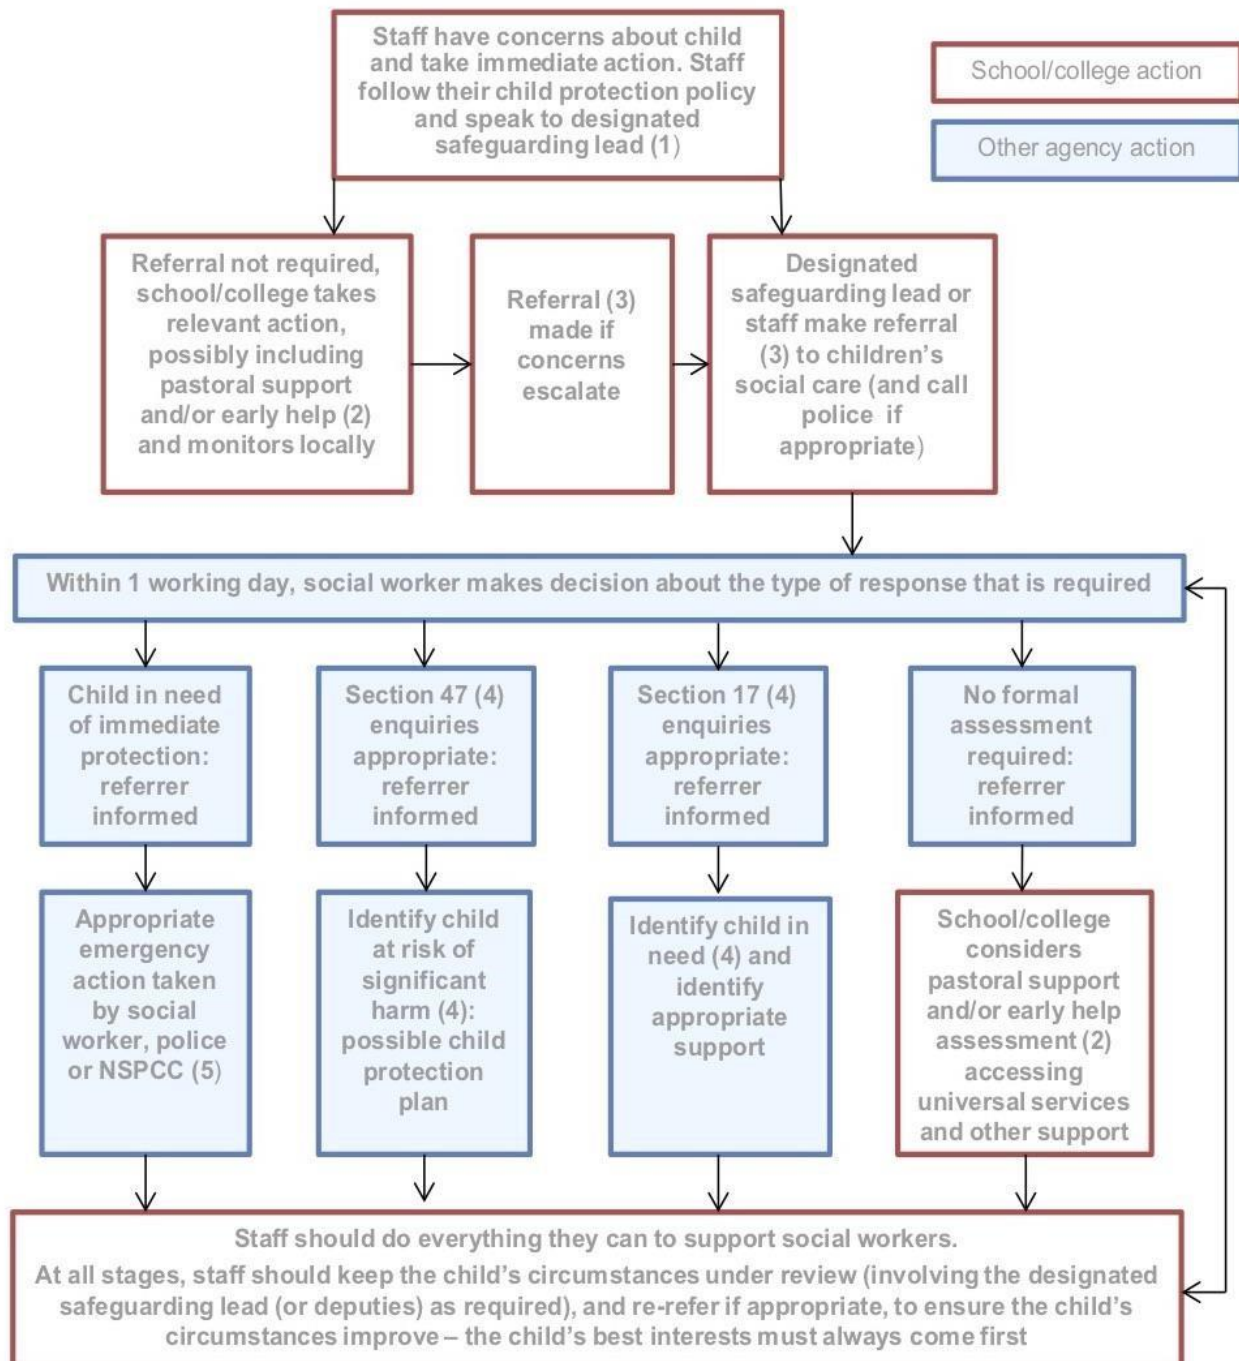 Staff have concerns about child
and take immediate action. Staff
follow their child protection policy
and speak to designated
safeguarding lead (1)
School/college action
Other agency action
Referral not required,
school/college takes
relevant action,
possibly including
pastoral support
and/or early help (2)
and monitors locally
Referral (3)
made if
concerns
escalate
Designated
safeguarding lead or
staff make referral
(3) to children’s
social care (and call
police if
appropriate)
Within 1 working day, social worker makes decision about the type of response that is required
Child in need
of immediate
protection:
referrer
informed
Section 47 (4)
enquiries
appropriate:
referrer
informed
Section 17 (4)
enquiries
appropriate:
referrer
informed
No formal
assessment
required:
referrer
informed
Appropriate
emergency
action taken
by social
worker, police
or NSPCC (5)
Identify child
at risk of
significant
harm (4):
possible child
protection
plan
Identify child in
need (4) and
identify
appropriate
support
School/college
considers
pastoral support
and/or early help
assessment (2)
accessing
universal services
and other support
Staff should do everything they can to support social workers.
At all stages, staff should keep the child’s circumstances under review (involving the designated
safeguarding lead (or deputies) as required), and re-refer if appropriate, to ensure the child’s
circumstances improve – the child’s best interests must always come first